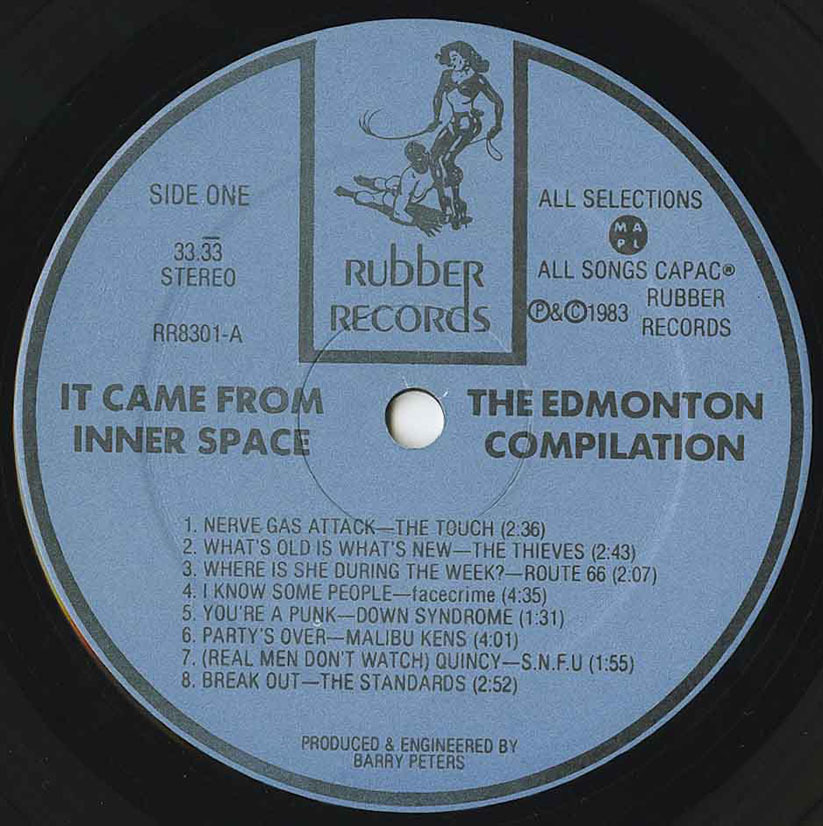 SIDE ONE
33.33
STEREO
RR8301-A
RUBBER
RECORDS
ALL SELECTIONS
M A
P L
ALL SONGS CAPAC®
Ⓟ&©1983 RUBBER
RECORDS
IT CAME FROM
INNER SPACE
THE EDMONTON
COMPILATION
1. NERVE GAS ATTACK—THE TOUCH (2:36)
2. WHAT'S OLD IS WHAT'S NEW—THE THIEVES (2:43)
3. WHERE IS SHE DURING THE WEEK?—ROUTE 66 (2:07)
4. I KNOW SOME PEOPLE—facecrime (4:35)
5. YOU'RE A PUNK—DOWN SYNDROME (1:31)
6. PARTY'S OVER—MALIBU KENS (4:01)
7. (REAL MEN DON'T WATCH) QUINCY—S.N.F.U (1:55)
8. BREAK OUT—THE STANDARDS (2:52)
PRODUCED & ENGINEERED BY
BARRY PETERS